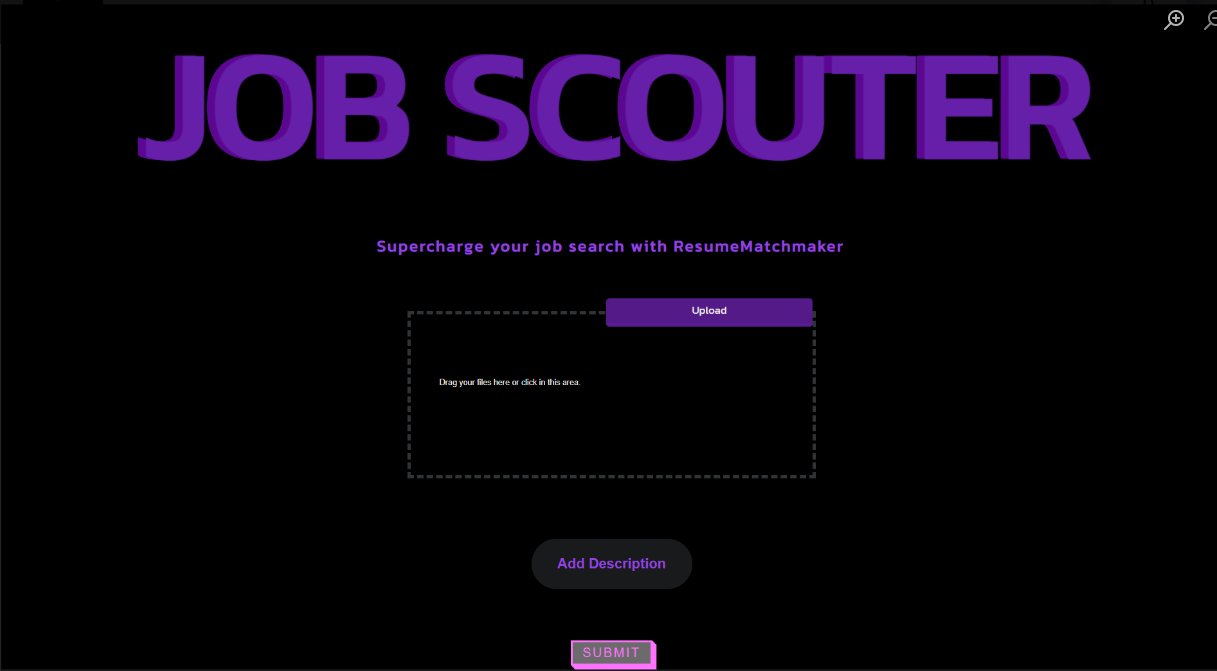 JOB SCOUTER
Supercharge your job search with ResumeMatchmaker
Upload
Drag your files here or click in this area.
Add Description
SUBMIT